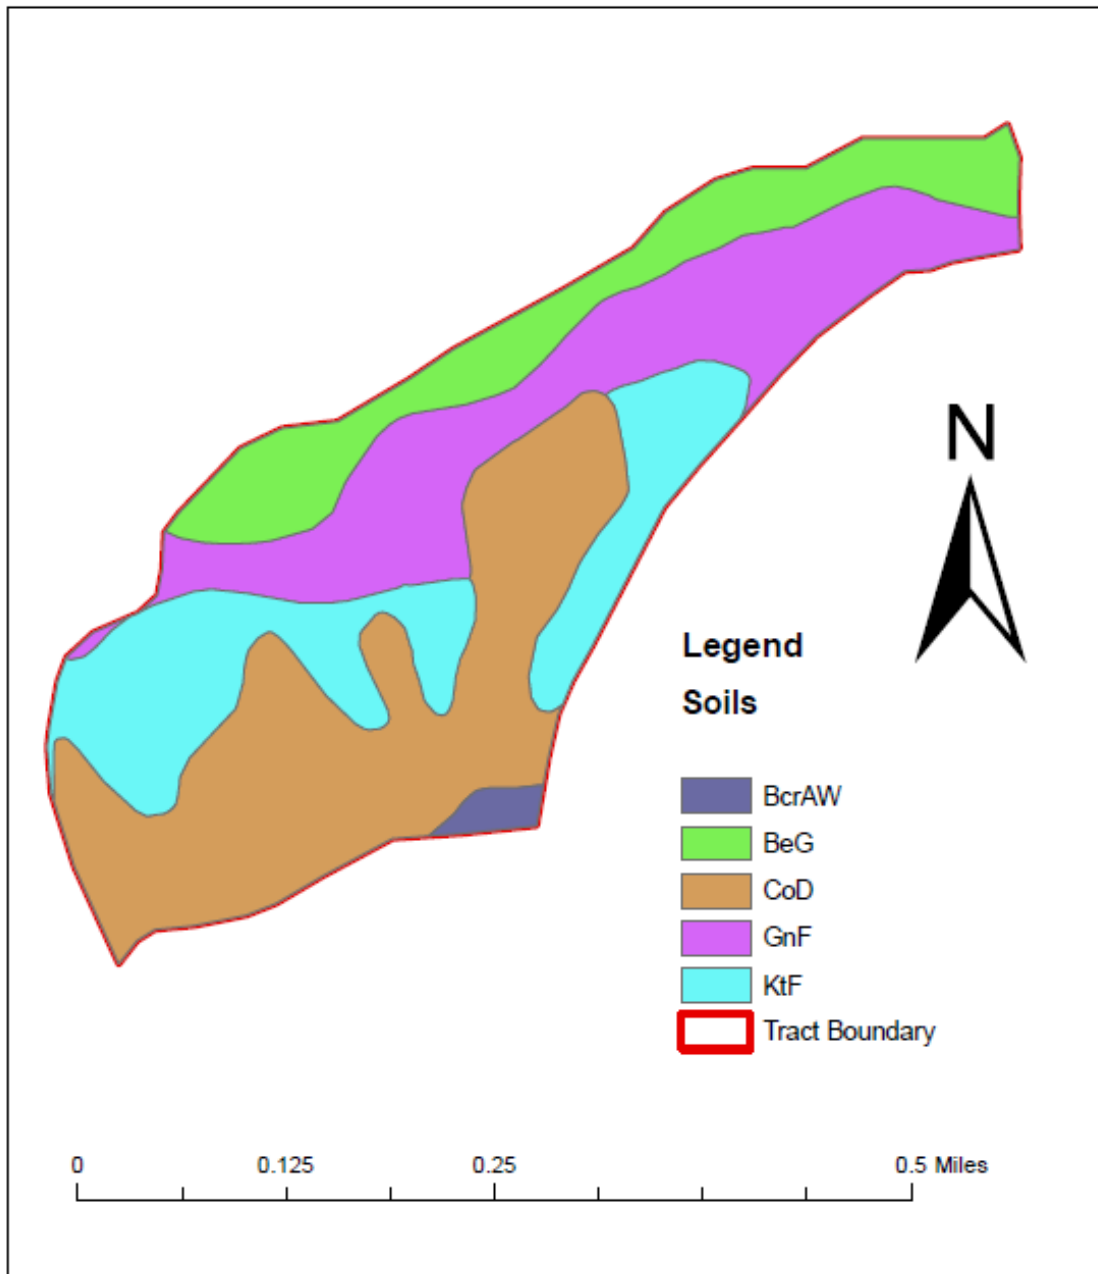 N
Legend
Soils
BcrAW
BeG
CoD
GnF
KtF
Tract Boundary
0 0.125 0.25 0.5 Miles